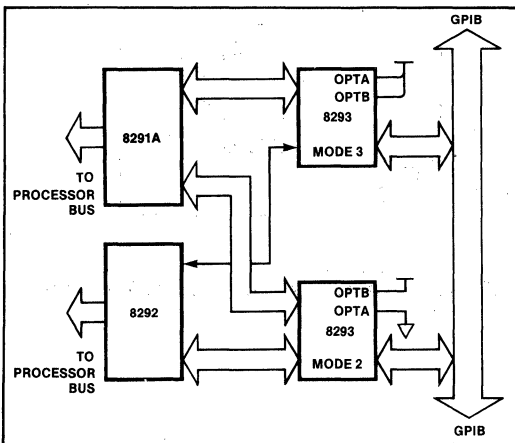 GPIB
OPTA
OPTB
8293
MODE 3
8291A
TO
PROCESSOR
BUS
OPTB
OPTA
8293
MODE 2
8292
TO
PROCESSOR
BUS
GPIB